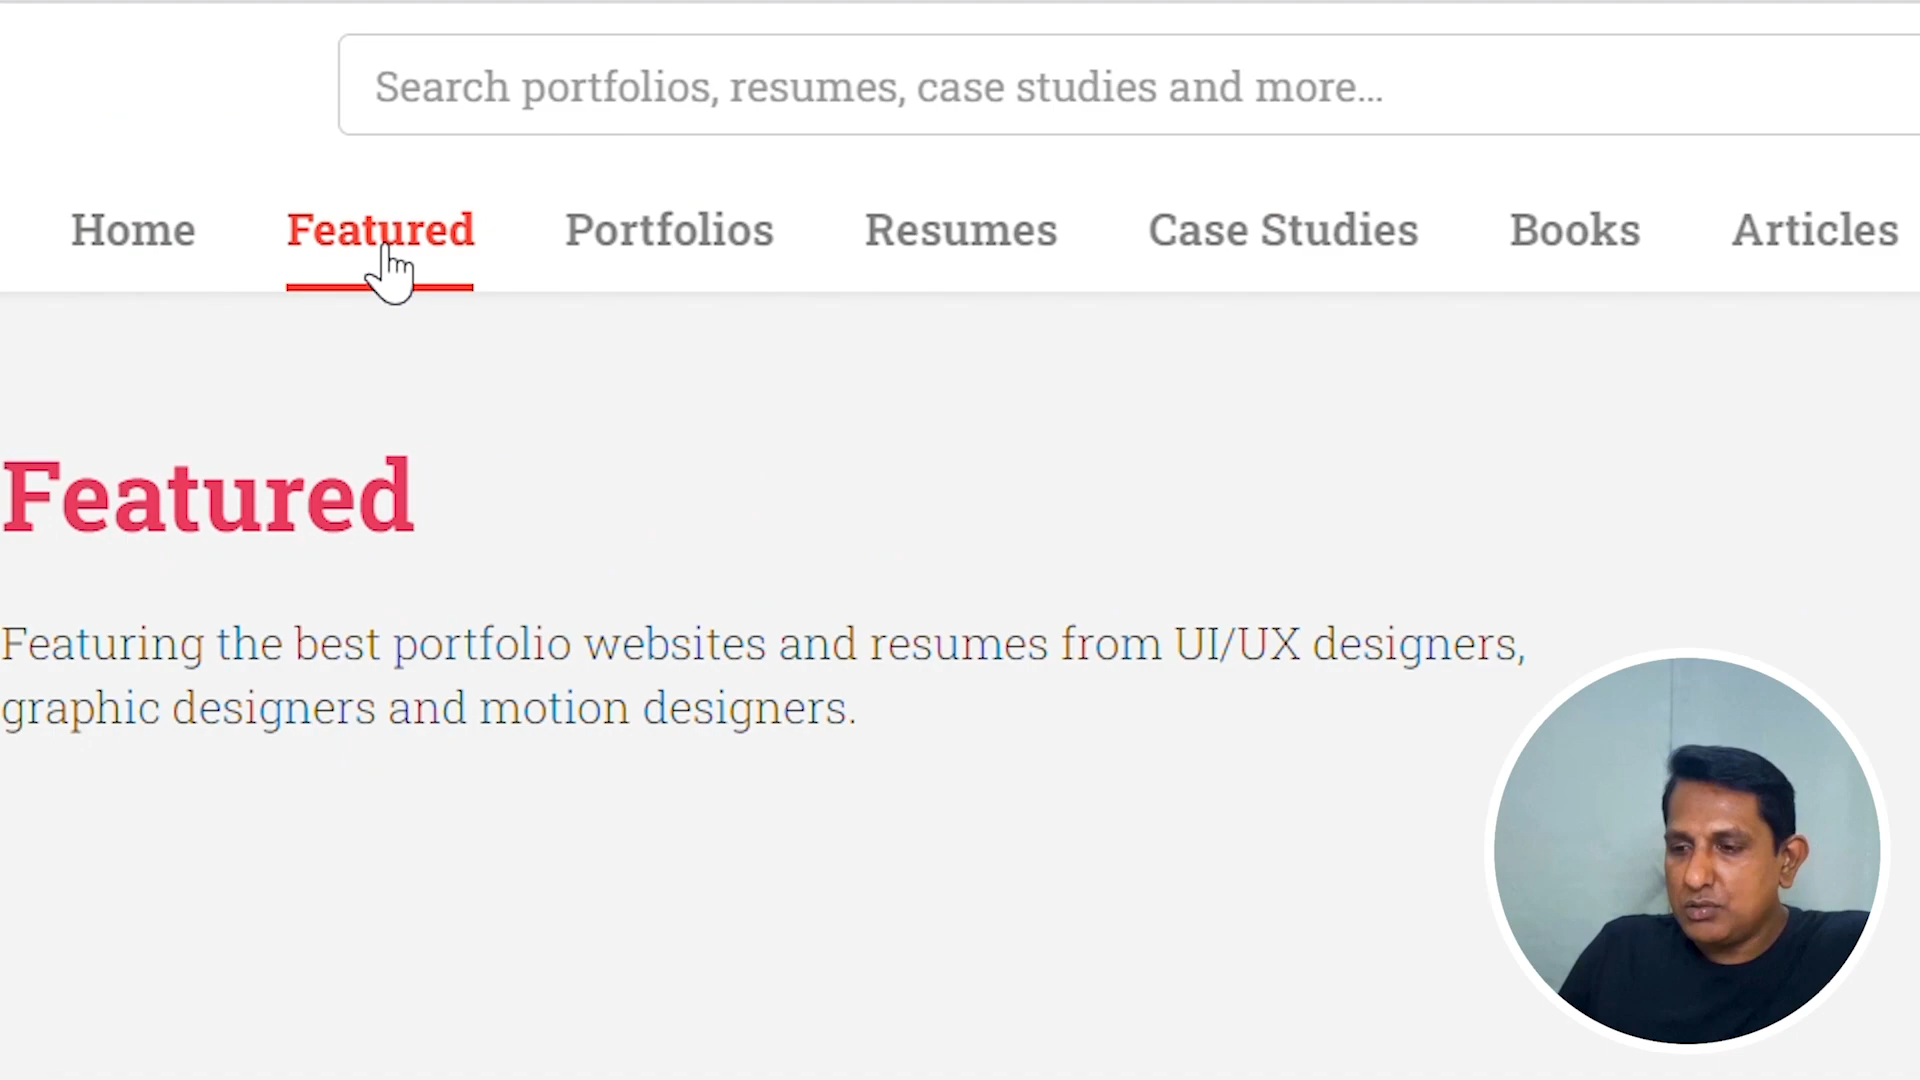 Search portfolios, resumes, case studies and more...
Home Featured Portfolios Resumes Case Studies Books Articles
Featured
Featuring the best portfolio websites and resumes from UI/UX designers,
graphic designers and motion designers.